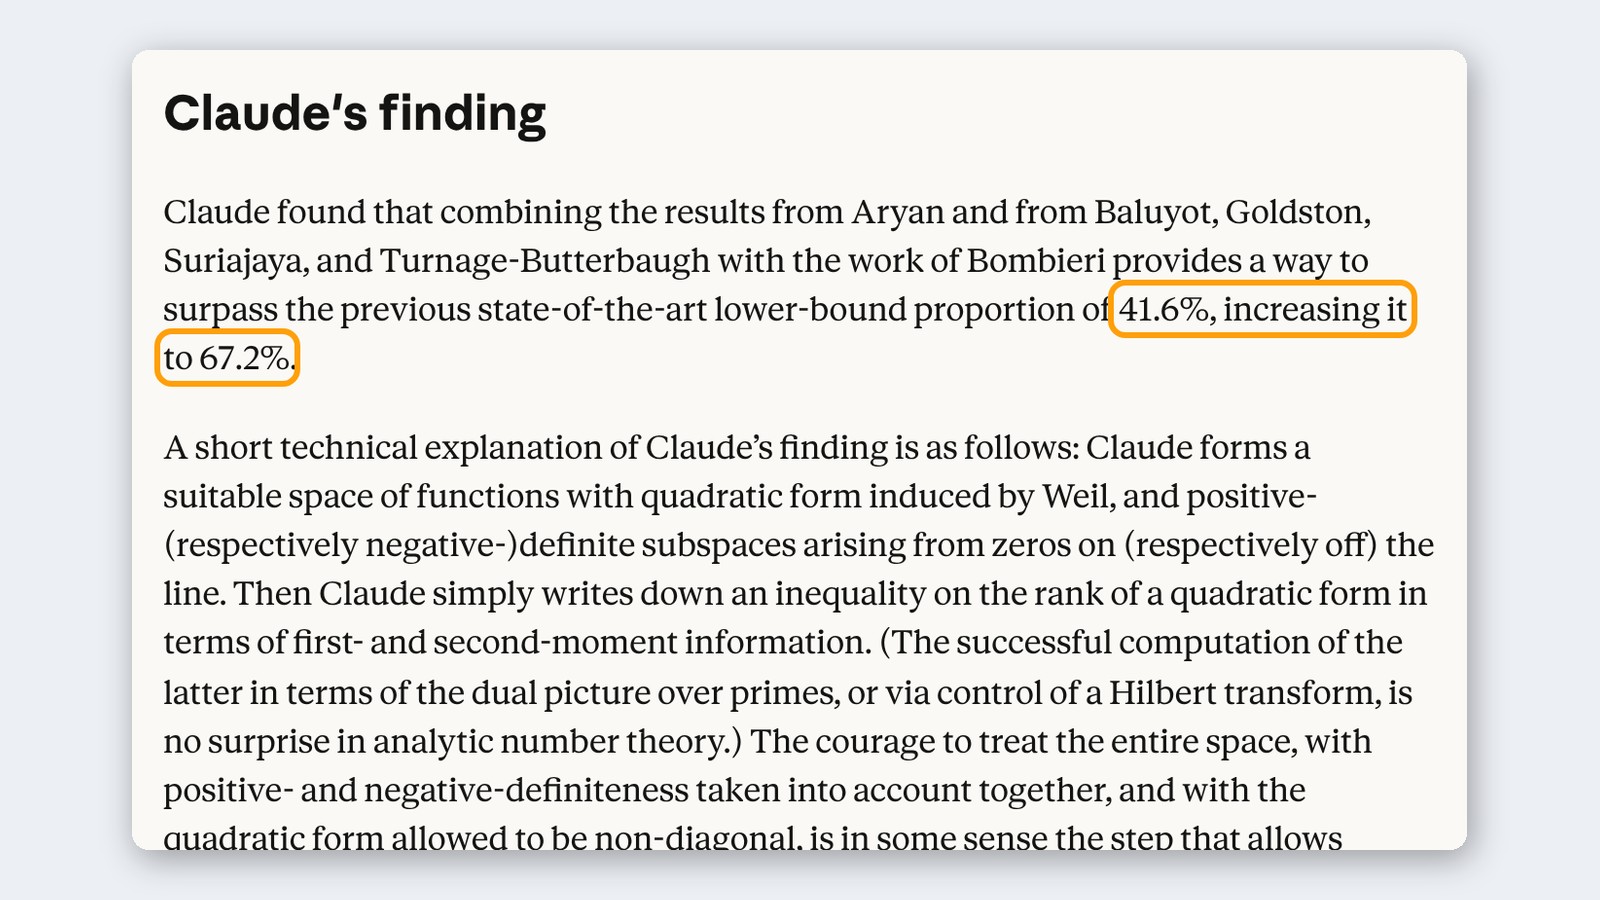 Claude's finding
Claude found that combining the results from Aryan and from Baluyot, Goldston,
Suriajaya, and Turnage-Butterbaugh with the work of Bombieri provides a way to
surpass the previous state-of-the-art lower-bound proportion of 41.6%, increasing it
to 67.2%.
A short technical explanation of Claude’s finding is as follows: Claude forms a
suitable space of functions with quadratic form induced by Weil, and positive-
(respectively negative-)definite subspaces arising from zeros on (respectively off) the
line. Then Claude simply writes down an inequality on the rank of a quadratic form in
terms of first- and second-moment information. (The successful computation of the
latter in terms of the dual picture over primes, or via control of a Hilbert transform, is
no surprise in analytic number theory.) The courage to treat the entire space, with
positive- and negative-definiteness taken into account together, and with the
quadratic form allowed to be non-diagonal, is in some sense the step that allows